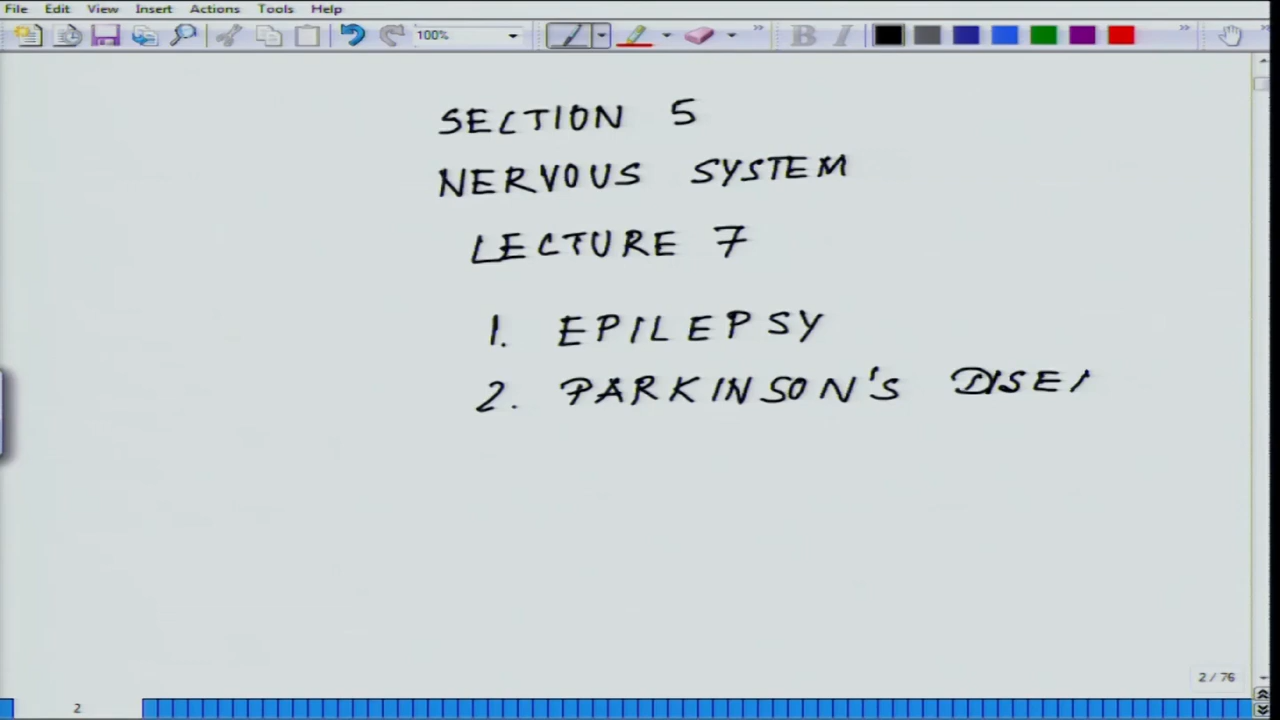 File Edit View Insert Actions Tools Help
100%
SECTION 5
NERVOUS SYSTEM
LECTURE 7
1. EPILEPSY
2. PARKINSON'S DISE
2 / 76
2